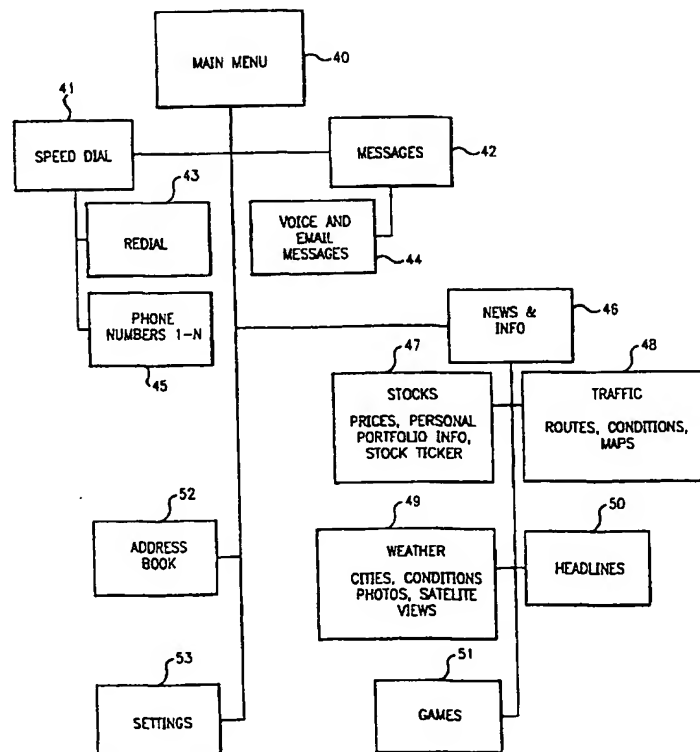 MAIN MENU
40
41
SPEED DIAL
MESSAGES
42
43
REDIAL
VOICE AND
EMAIL
MESSAGES
44
PHONE
NUMBERS 1-N
45
NEWS &
INFO
46
47
STOCKS
PRICES, PERSONAL
PORTFOLIO INFO,
STOCK TICKER
48
TRAFFIC
ROUTES, CONDITIONS,
MAPS
52
ADDRESS
BOOK
49
WEATHER
CITIES, CONDITIONS
PHOTOS, SATELITE
VIEWS
50
HEADLINES
53
SETTINGS
51
GAMES